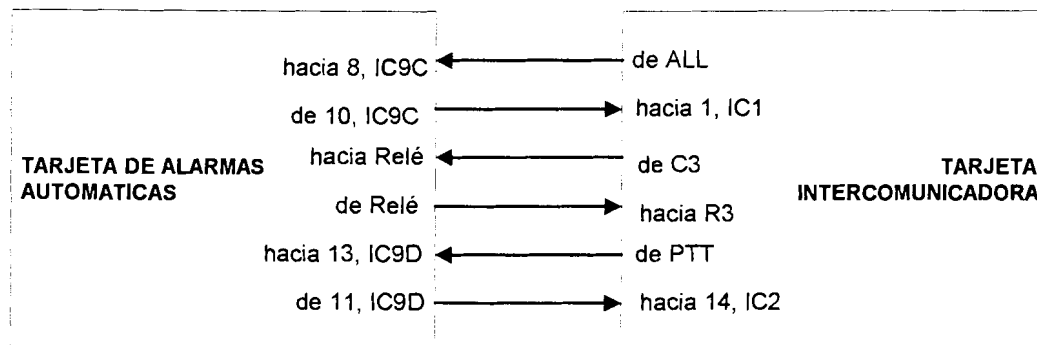 hacia 8, IC9C de ALL
de 10, IC9C hacia 1, IC1
hacia Relé de C3
TARJETA DE ALARMAS
AUTOMATICAS
TARJETA
INTERCOMUNICADORA
de Relé hacia R3
hacia 13, IC9D de PTT
de 11, IC9D hacia 14, IC2